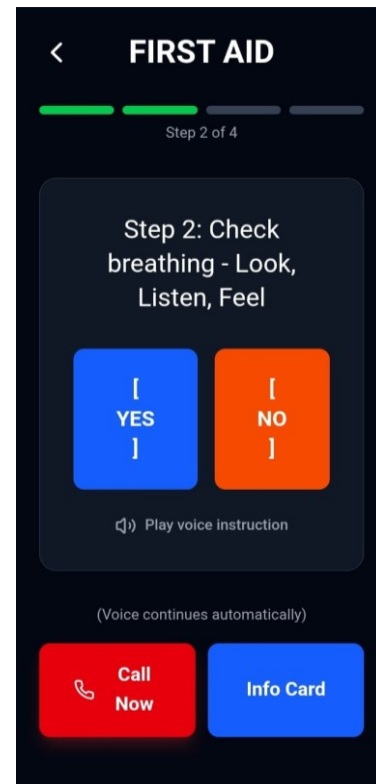 FIRST AID
Step 2 of 4
Step 2: Check
breathing - Look,
Listen, Feel
[
YES
]
[
NO
]
Play voice instruction
(Voice continues automatically)
Call
Now
Info Card